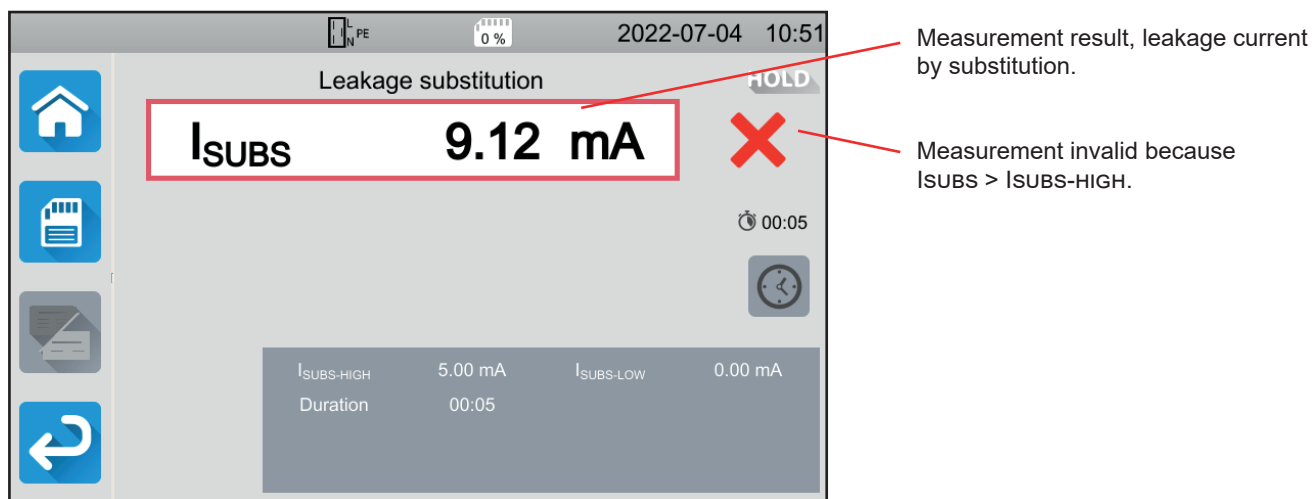 L
N PE
0 %
2022-07-04 10:51
Leakage substitution
HOLD
ISUBS 9.12 mA
00:05
ISUBS-HIGH 5.00 mA ISUBS-LOW 0.00 mA
Duration 00:05
Measurement result, leakage current
by substitution.
Measurement invalid because
ISUBS > ISUBS-HIGH.